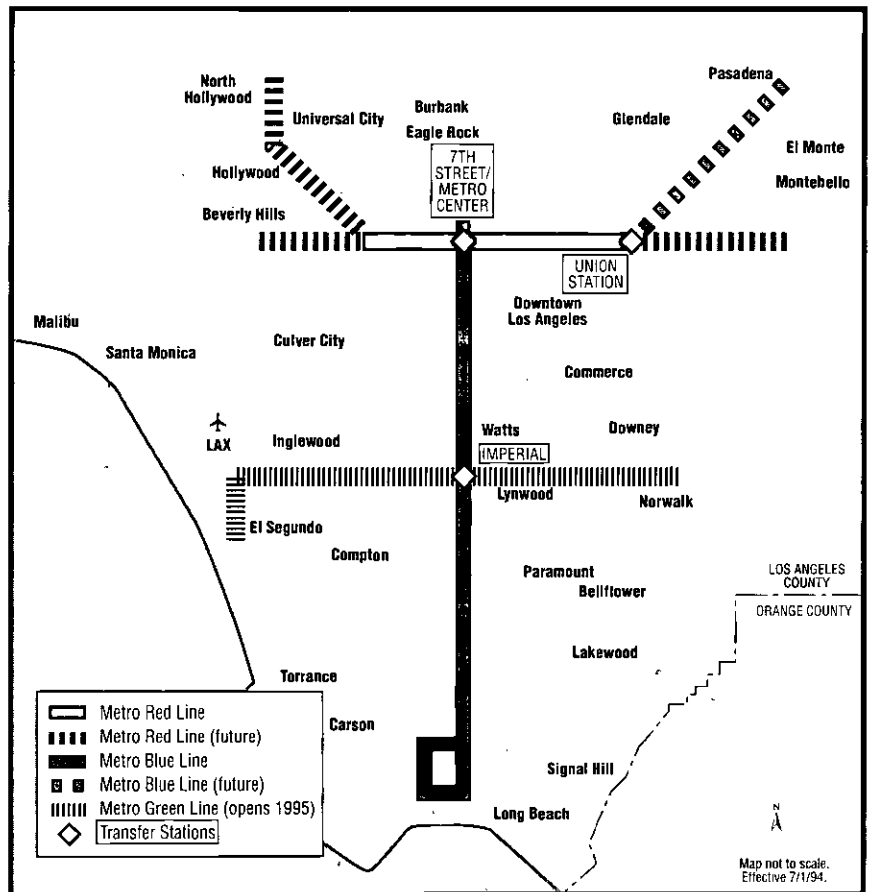 North
Hollywood
Universal City
Burbank
Eagle Rock
Glendale
Pasadena
El Monte
Montebello
Hollywood
Beverly Hills
7TH
STREET/
METRO
CENTER
UNION
STATION
Downtown
Los Angeles
Malibu
Santa Monica
Culver City
Commerce
LAX
Inglewood
Watts
Downey
IMPERIAL
Lynwood
Norwalk
El Segundo
Compton
Paramount
Bellflower
LOS ANGELES
COUNTY
ORANGE COUNTY
Lakewood
Torrance
Carson
Signal Hill
Long Beach
Metro Red Line
Metro Red Line (future)
Metro Blue Line
Metro Blue Line (future)
Metro Green Line (opens 1995)
Transfer Stations
N
Map not to scale.
Effective 7/1/94.